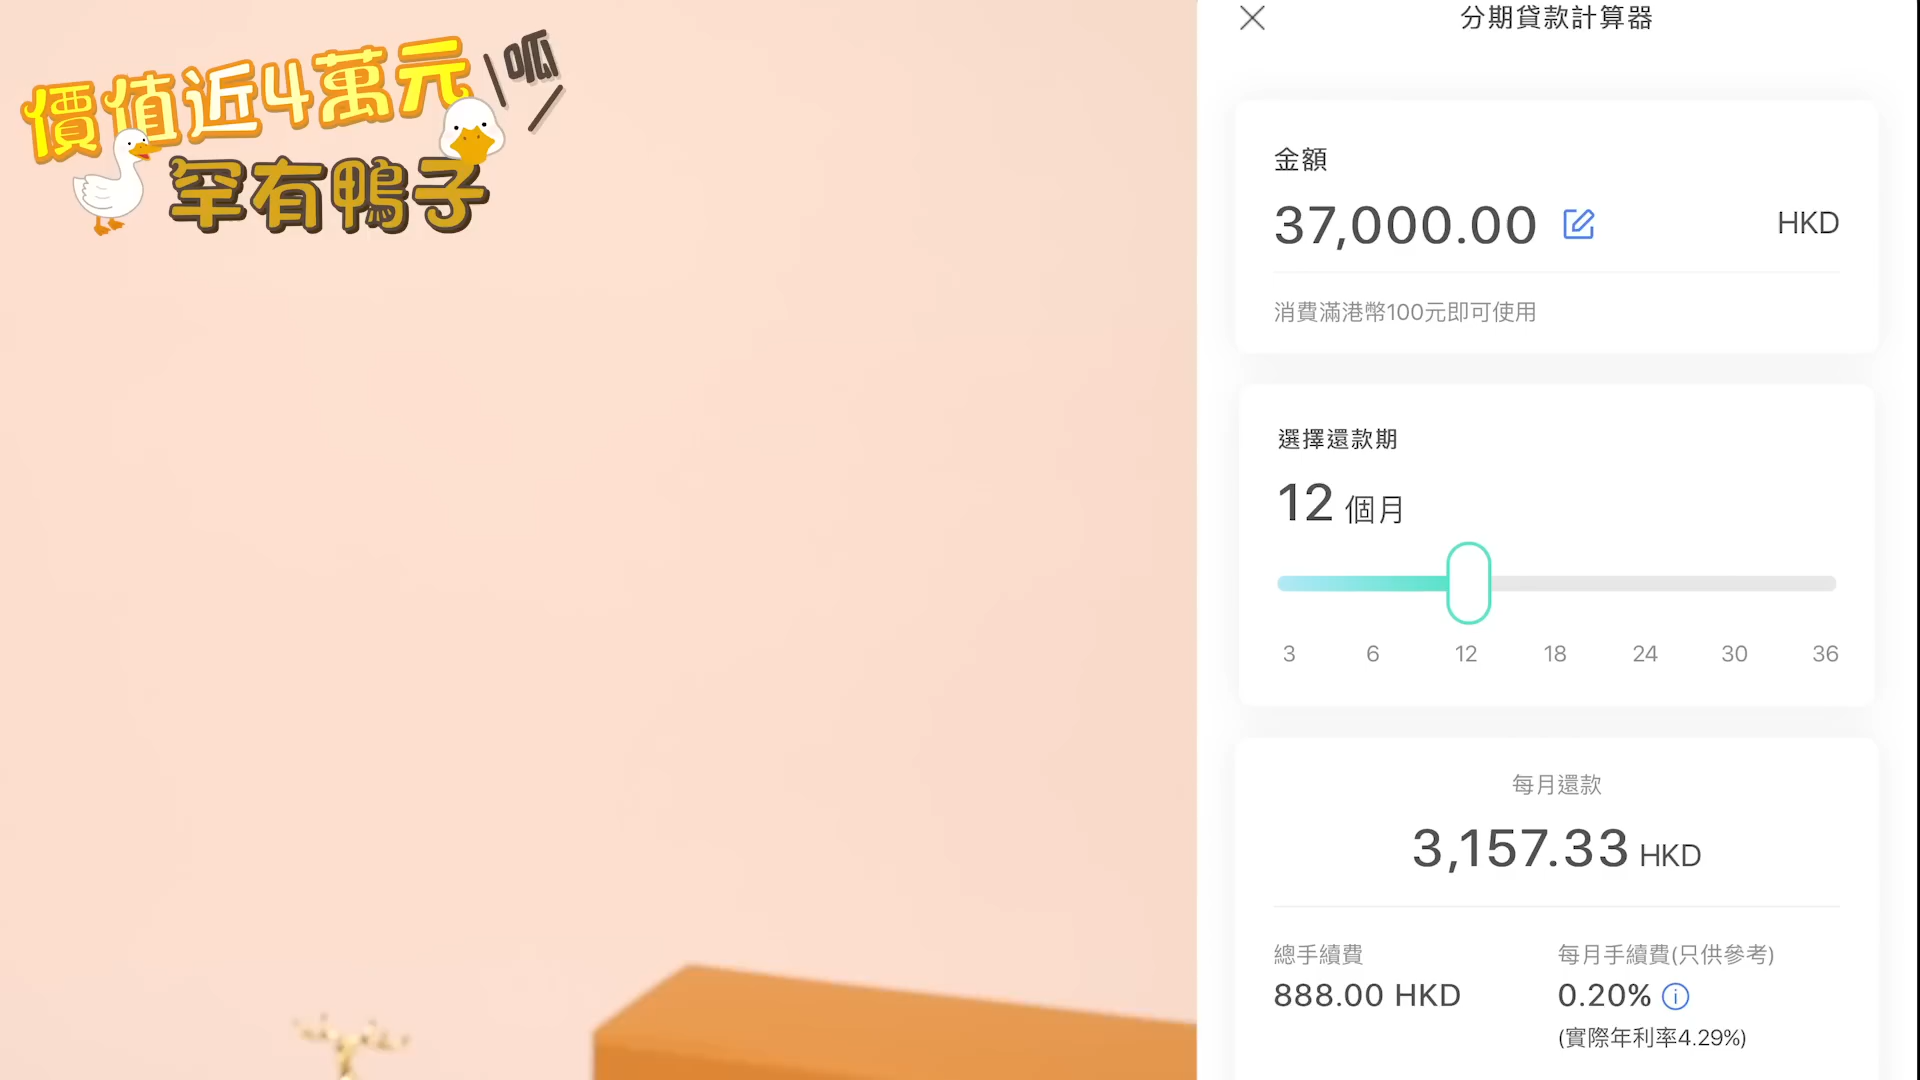 價值近4萬元
呱
罕有鴨子
分期貸款計算器
金額
37,000.00
HKD
消費滿港幣100元即可使用
選擇還款期
12 個月
3 6 12 18 24 30 36
每月還款
3,157.33 HKD
總手續費
888.00 HKD
每月手續費(只供參考)
0.20%
(實際年利率4.29%)